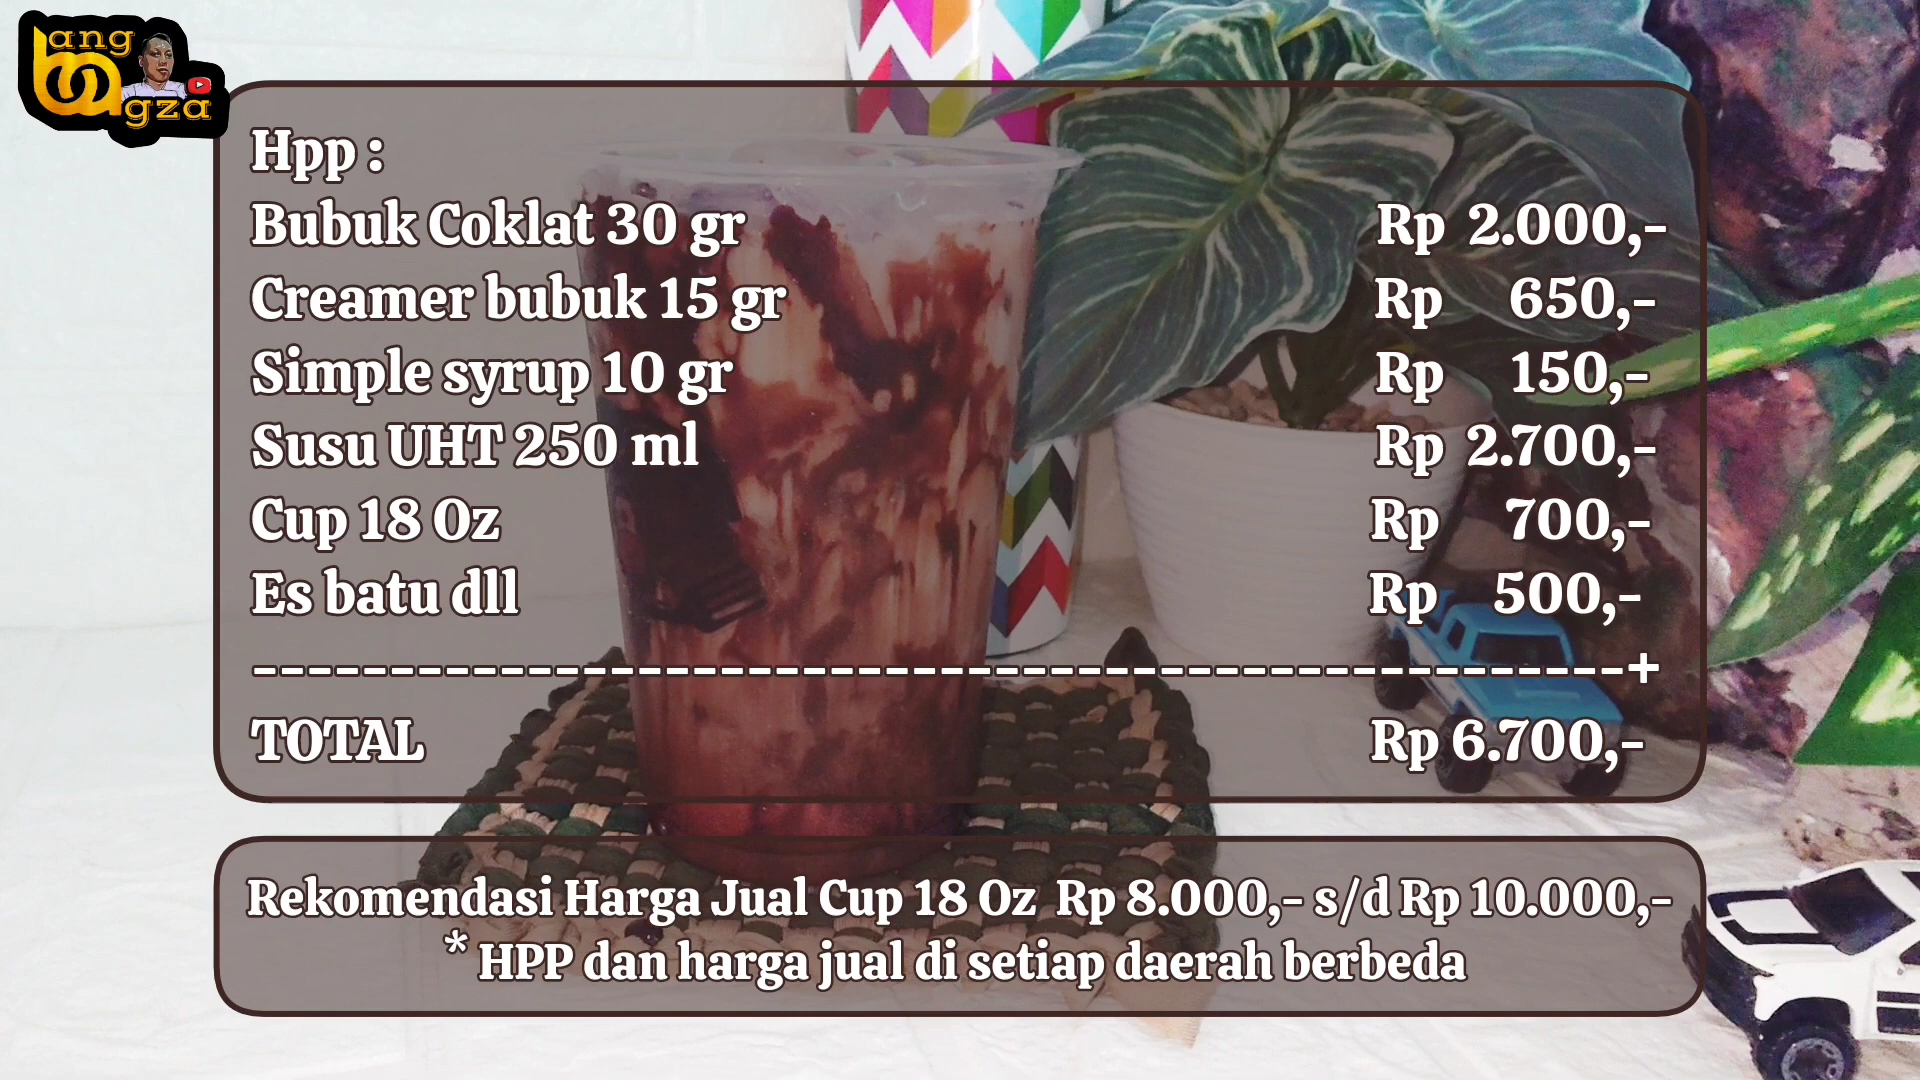 bang
agza
Hpp :
Bubuk Coklat 30 gr Rp 2.000,-
Creamer bubuk 15 gr Rp 650,-
Simple syrup 10 gr Rp 150,-
Susu UHT 250 ml Rp 2.700,-
Cup 18 Oz Rp 700,-
Es batu dll Rp 500,-
---------------------------------------------------+
TOTAL Rp 6.700,-
Rekomendasi Harga Jual Cup 18 Oz Rp 8.000,- s/d Rp 10.000,-
* HPP dan harga jual di setiap daerah berbeda